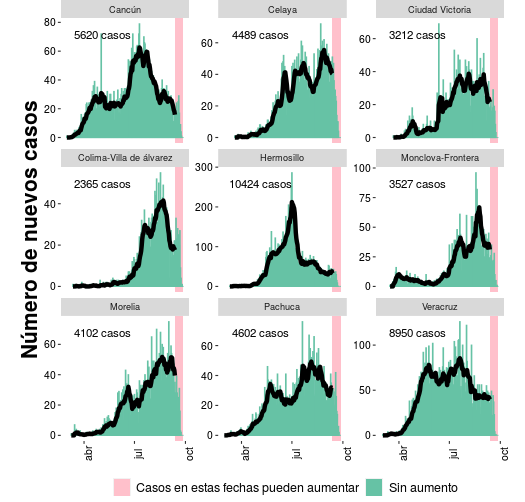 Número de nuevos casos
Cancún
5620 casos
80
60
40
20
0
Celaya
4489 casos
60
40
20
0
Ciudad Victoria
3212 casos
60
40
20
0
Colima-Villa de álvarez
2365 casos
40
20
0
Hermosillo
10424 casos
300
200
100
0
Monclova-Frontera
3527 casos
100
75
50
25
0
Morelia
4102 casos
60
40
20
0
Pachuca
4602 casos
60
40
20
0
Veracruz
8950 casos
100
50
0
abr jul oct
abr jul oct
abr jul oct
Casos en estas fechas pueden aumentar Sin aumento